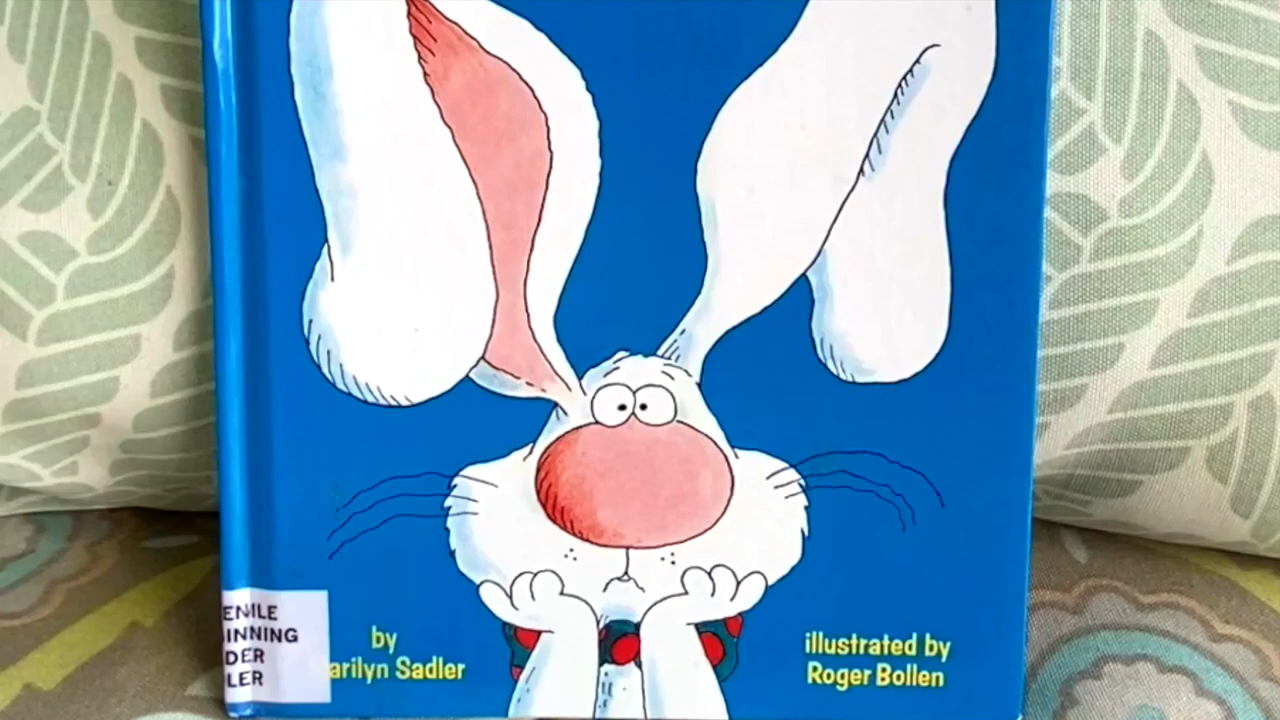 ENILE
INNING
DER
LER
by
arilyn Sadler
illustrated by
Roger Bollen